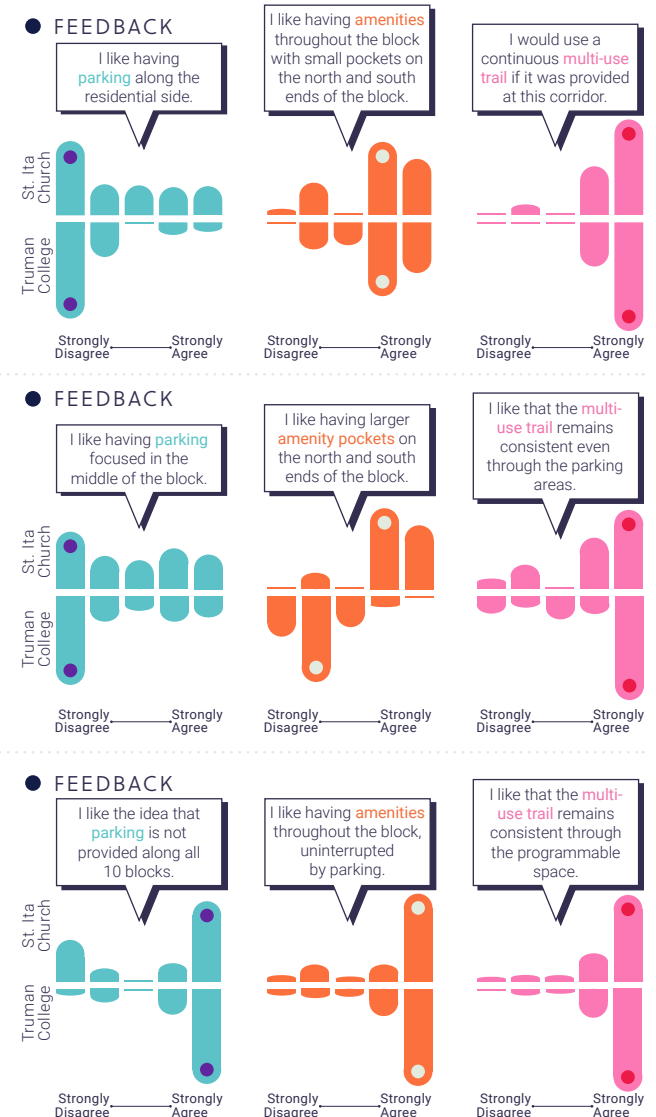 FEEDBACK
I like having
parking along the
residential side.
I like having amenities
throughout the block
with small pockets on
the north and south
ends of the block.
I would use a
continuous multi-use
trail if it was provided
at this corridor.
St. Ita
Church
Truman
College
Strongly
Disagree
Strongly
Agree
Strongly
Disagree
Strongly
Agree
Strongly
Disagree
Strongly
Agree
FEEDBACK
I like having parking
focused in the
middle of the block.
I like having larger
amenity pockets on
the north and south
ends of the block.
I like that the multi-
use trail remains
consistent even
through the parking
areas.
St. Ita
Church
Truman
College
Strongly
Disagree
Strongly
Agree
Strongly
Disagree
Strongly
Agree
Strongly
Disagree
Strongly
Agree
FEEDBACK
I like the idea that
parking is not
provided along all
10 blocks.
I like having amenities
throughout the block,
uninterrupted
by parking.
I like that the multi-
use trail remains
consistent through
the programmable
space.
St. Ita
Church
Truman
College
Strongly
Disagree
Strongly
Agree
Strongly
Disagree
Strongly
Agree
Strongly
Disagree
Strongly
Agree